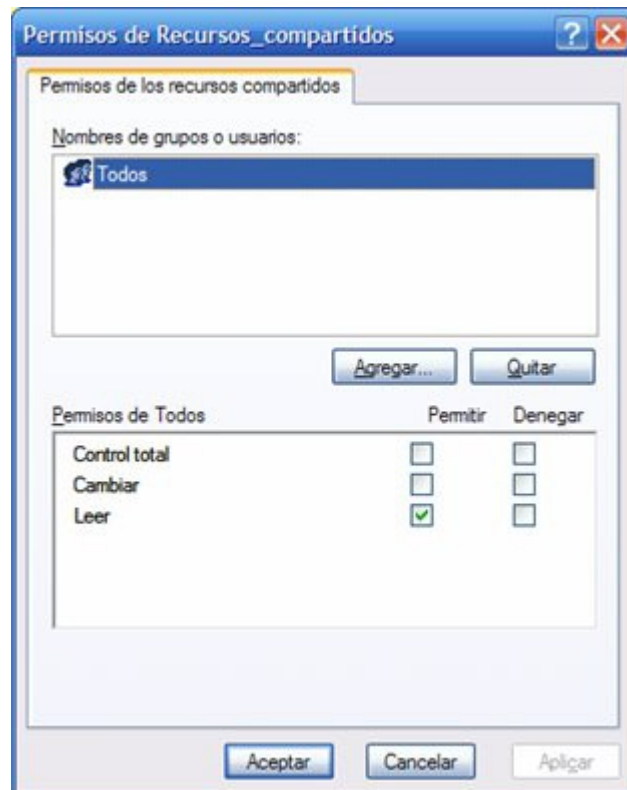 Permisos de Recursos_compartidos
Permisos de los recursos compartidos
Nombres de grupos o usuarios:
Todos
Agregar... Quitar
Permisos de Todos Permitir Denegar
Control total
Cambiar
Leer
Aceptar Cancelar Aplicar